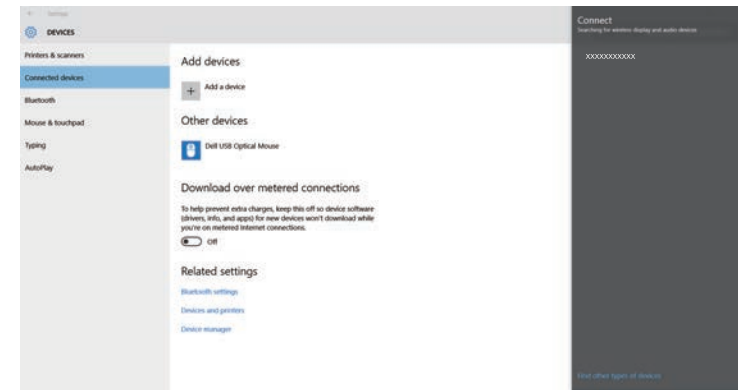 Settings
DEVICES
Printers & scanners
Connected devices
Bluetooth
Mouse & touchpad
Typing
AutoPlay
Add devices
Add a device
Other devices
Dell USB Optical Mouse
Download over metered connections
To help prevent extra charges, keep this off so device software
(drivers, info, and apps) for new devices won't download while
you're on metered Internet connections.
Off
Related settings
Bluetooth settings
Devices and printers
Device manager
Connect
Searching for wireless display and audio devices
xxxxxxxxxxx
Find other types of devices